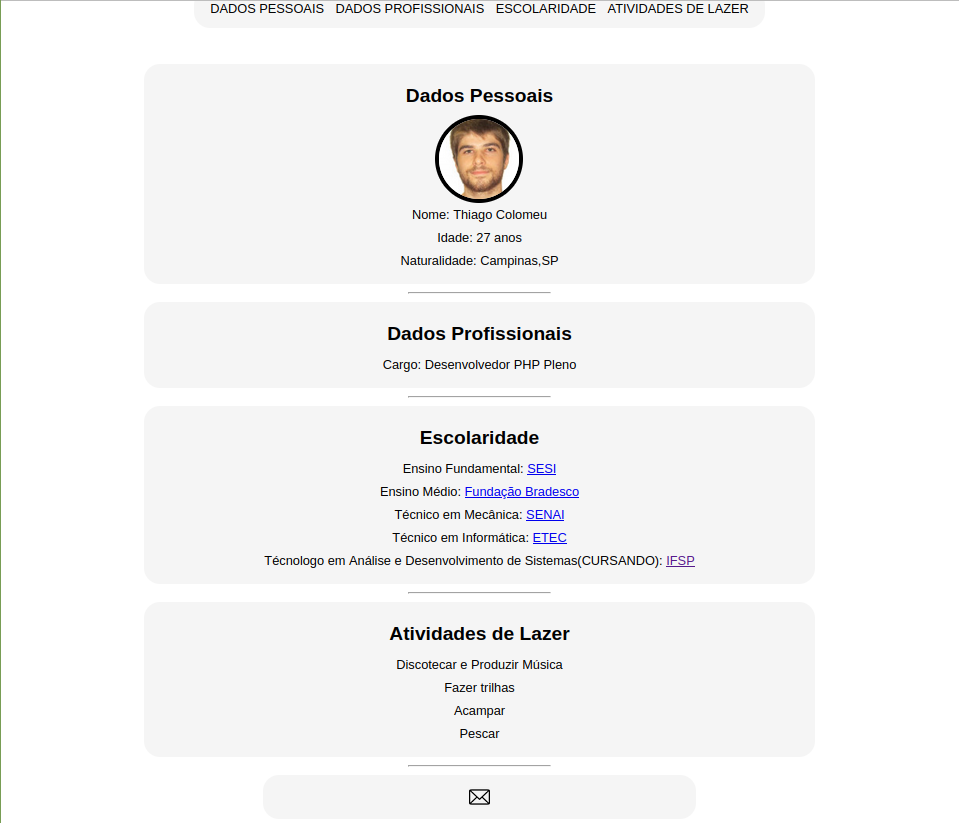 DADOS PESSOAIS DADOS PROFISSIONAIS ESCOLARIDADE ATIVIDADES DE LAZER
Dados Pessoais
Nome: Thiago Colomeu
Idade: 27 anos
Naturalidade: Campinas,SP
Dados Profissionais
Cargo: Desenvolvedor PHP Pleno
Escolaridade
Ensino Fundamental: SESI
Ensino Médio: Fundação Bradesco
Técnico em Mecânica: SENAI
Técnico em Informática: ETEC
Técnologo em Análise e Desenvolvimento de Sistemas(CURSANDO): IFSP
Atividades de Lazer
Discotecar e Produzir Música
Fazer trilhas
Acampar
Pescar